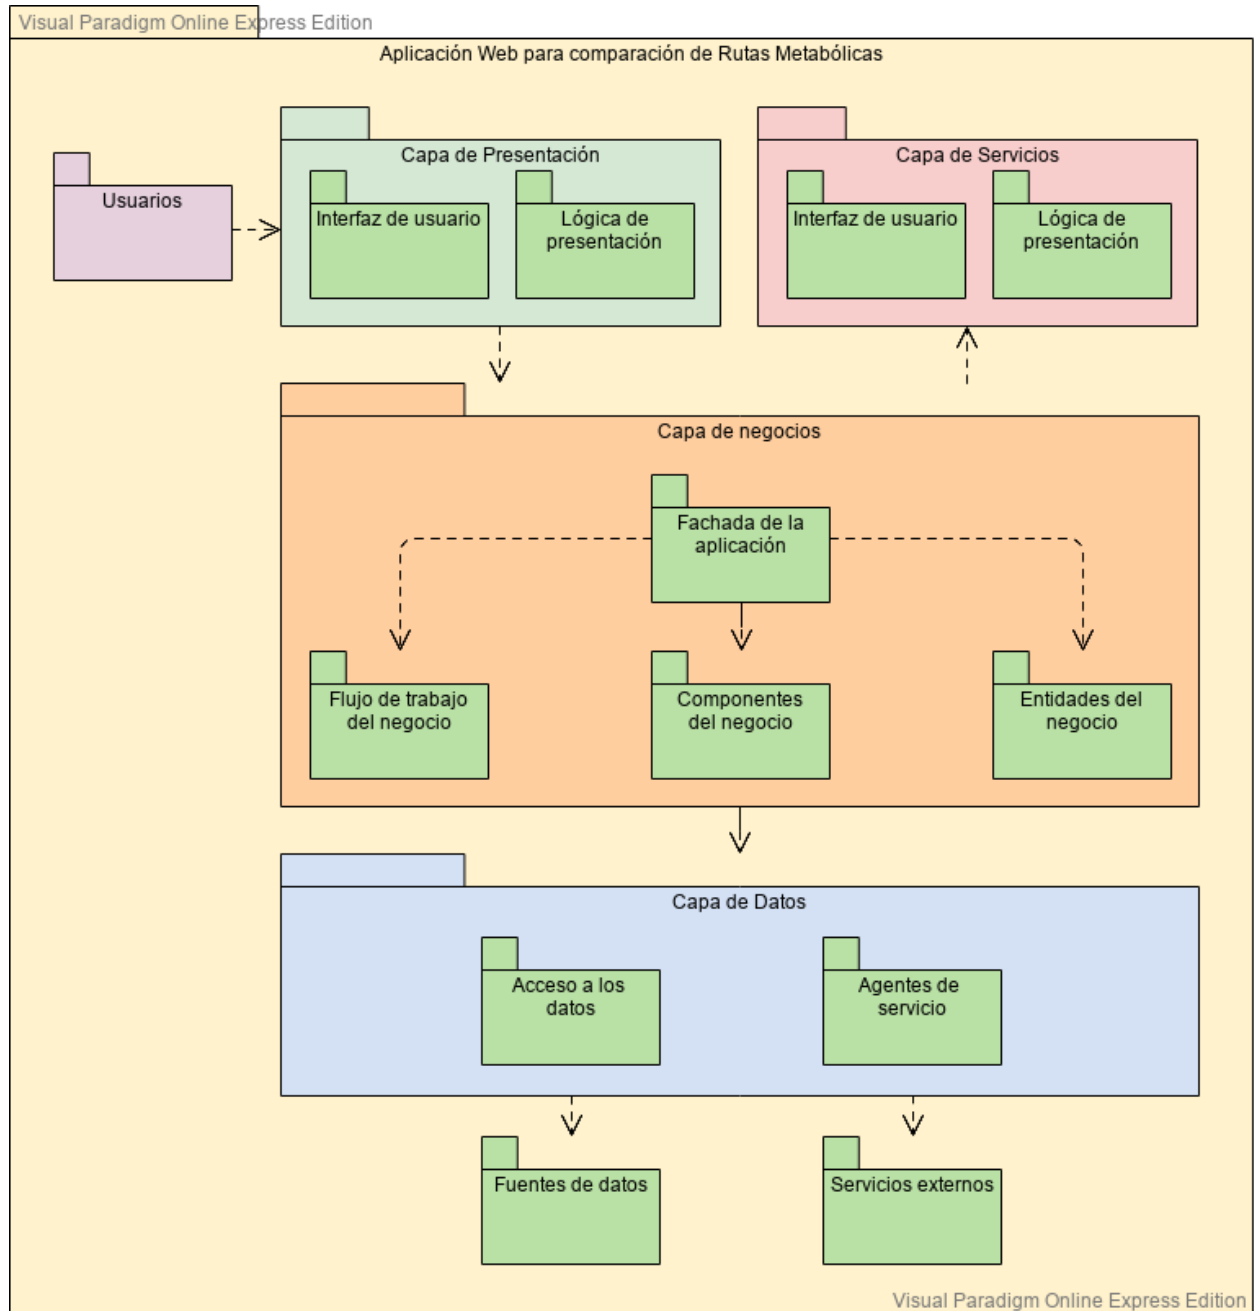 Visual Paradigm Online Express Edition
Aplicación Web para comparación de Rutas Metabólicas
Usuarios
Capa de Presentación
Interfaz de usuario
Lógica de
presentación
Capa de Servicios
Interfaz de usuario
Lógica de
presentación
Capa de negocios
Fachada de la
aplicación
Flujo de trabajo
del negocio
Componentes
del negocio
Entidades del
negocio
Capa de Datos
Acceso a los
datos
Agentes de
servicio
Fuentes de datos
Servicios externos
Visual Paradigm Online Express Edition